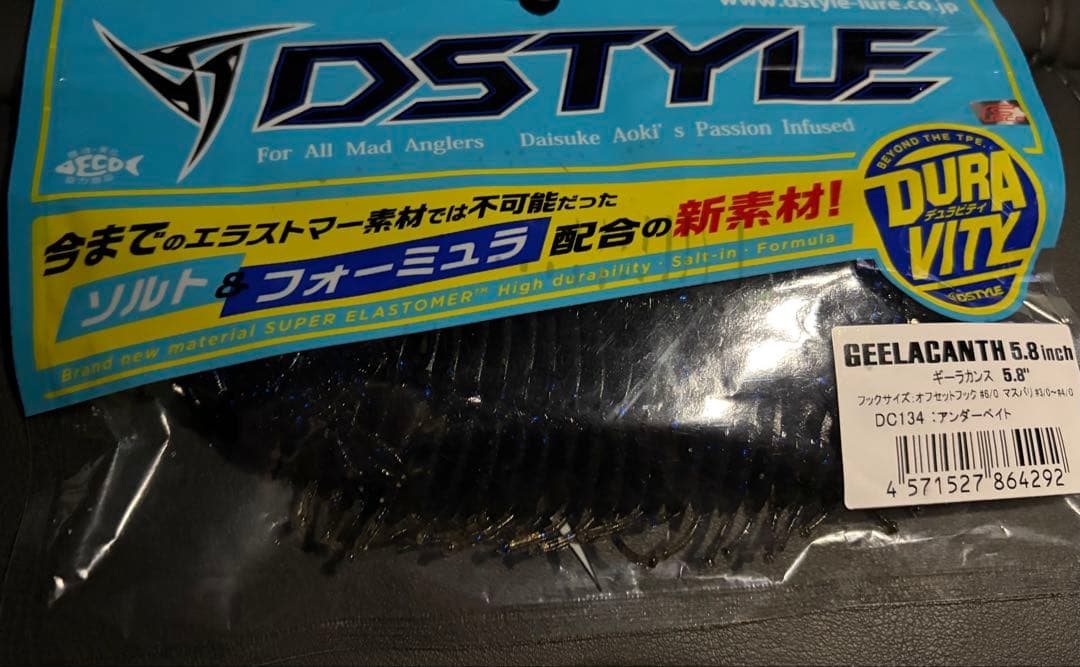 www.dstyle-lure.co.jp
DSTYLE
For All Mad Anglers Daisuke Aoki's Passion Infused
ECO
今までのエラストマー素材では不可能だった
ソルト&フォーミュラ配合の新素材!
Brand new material SUPER ELASTOMER™ High durability・Salt-in・Formula
BEYOND THE TPE..
DURA
デュラビティ
VITY
DSTYLE
GEELACANTH 5.8inch
ギーラカンス 5.8"
フックサイズ:オフセットフック #6/0 マスバリ #3/0~#4/0
DC134:アンダーベイト
4 571527 864292